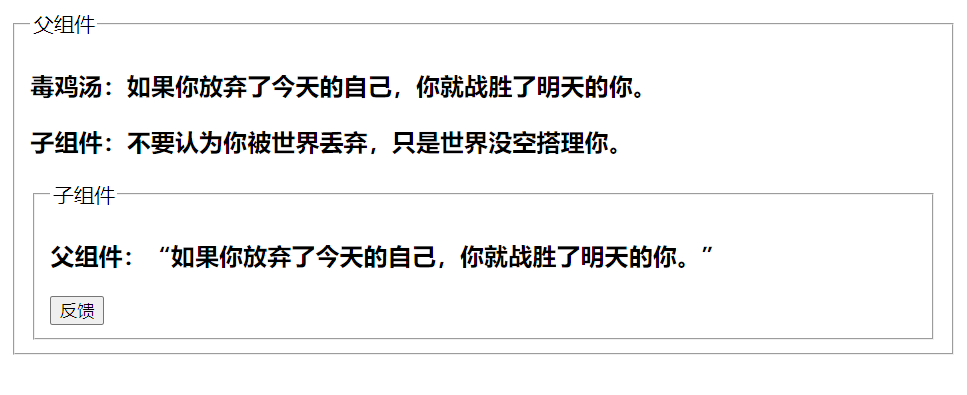 父组件
毒鸡汤：如果你放弃了今天的自己，你就战胜了明天的你。
子组件：不要认为你被世界丢弃，只是世界没空搭理你。
子组件
父组件：“如果你放弃了今天的自己，你就战胜了明天的你。”
反馈